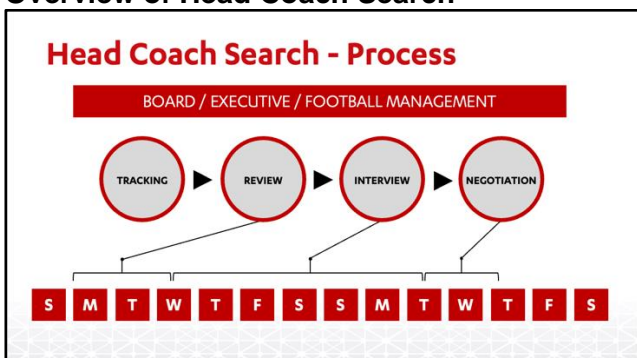 Overview of Head Coach Search
Head Coach Search - Process
BOARD / EXECUTIVE / FOOTBALL MANAGEMENT
TRACKING REVIEW INTERVIEW NEGOTIATION
S M T W T F S S M T W T F S